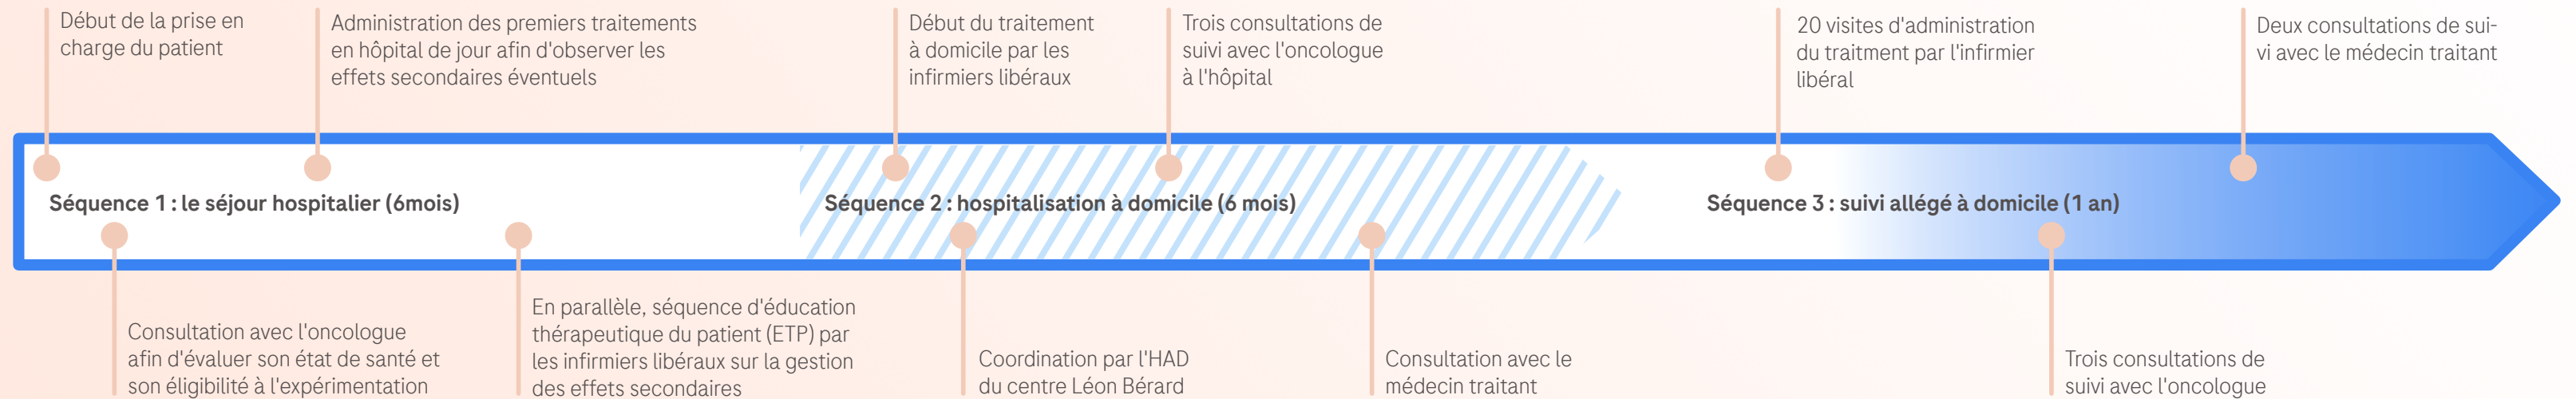 Début de la prise en
charge du patient
Administration des premiers traitements
en hôpital de jour afin d'observer les
effets secondaires éventuels
Début du traitement
à domicile par les
infirmiers libéraux
Trois consultations de
suivi avec l'oncologue
à l'hôpital
20 visites d'administration
du traitment par l'infirmier
libéral
Deux consultations de sui-
vi avec le médecin traitant
Séquence 1 : le séjour hospitalier (6mois)
Séquence 2 : hospitalisation à domicile (6 mois)
Séquence 3 : suivi allégé à domicile (1 an)
Consultation avec l'oncologue
afin d'évaluer son état de santé et
son éligibilité à l'expérimentation
En parallèle, séquence d'éducation
thérapeutique du patient (ETP) par
les infirmiers libéraux sur la gestion
des effets secondaires
Coordination par l'HAD
du centre Léon Bérard
Consultation avec le
médecin traitant
Trois consultations de
suivi avec l'oncologue